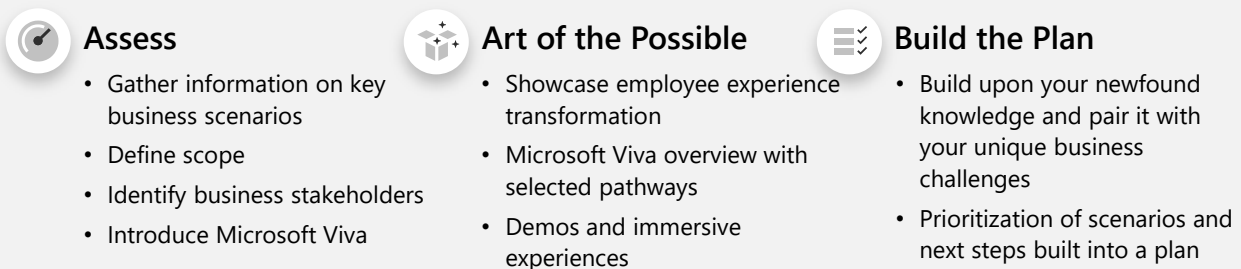 Assess
• Gather information on key
business scenarios
• Define scope
• Identify business stakeholders
• Introduce Microsoft Viva
Art of the Possible
• Showcase employee experience
transformation
• Microsoft Viva overview with
selected pathways
• Demos and immersive
experiences
Build the Plan
• Build upon your newfound
knowledge and pair it with
your unique business
challenges
• Prioritization of scenarios and
next steps built into a plan